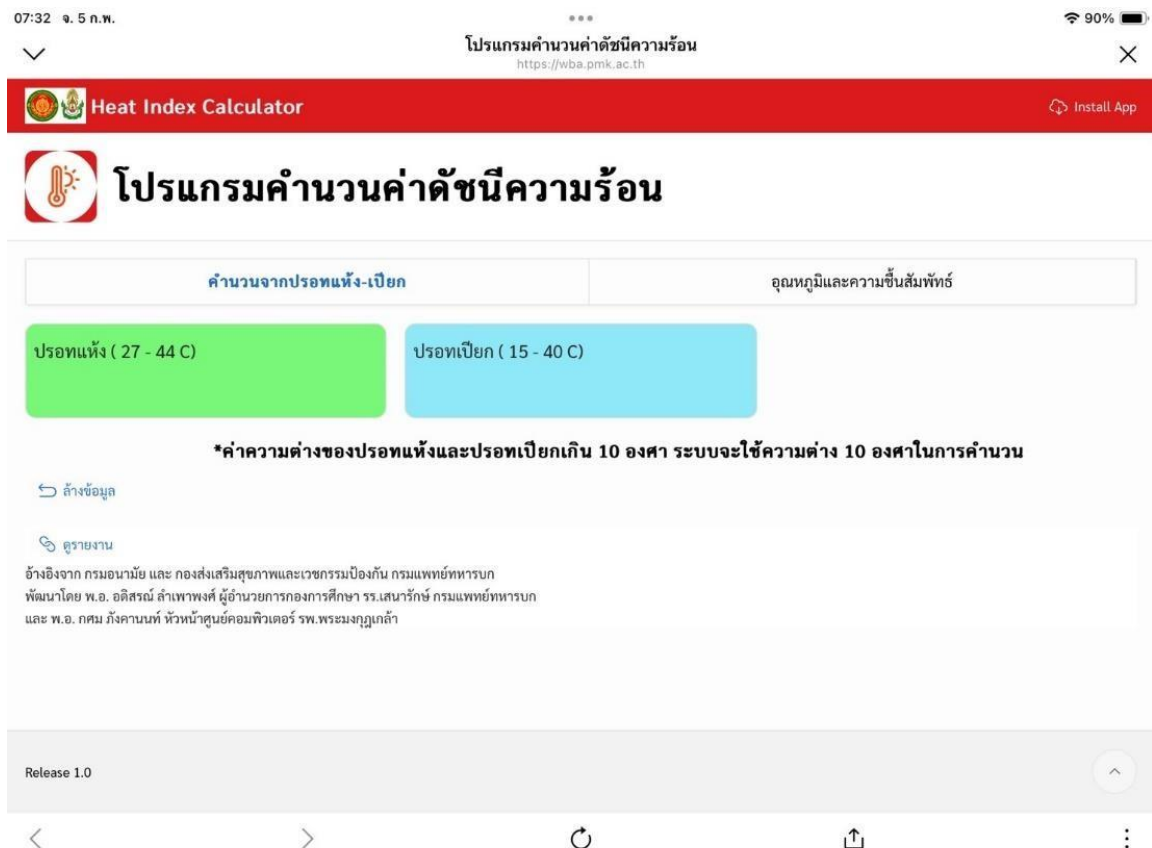 07:32 จ. 5 ก.พ.
90%
โปรแกรมคำนวนค่าดัชนีความร้อน
https://wba.pmk.ac.th
Heat Index Calculator
Install App
โปรแกรมคำนวนค่าดัชนีความร้อน
คำนวนจากปรอทแห้ง-เปียก
อุณหภูมิและความชื้นสัมพัทธ์
ปรอทแห้ง ( 27 - 44 C)
ปรอทเปียก ( 15 - 40 C)
*ค่าความต่างของปรอทแห้งและปรอทเปียกเกิน 10 องศา ระบบจะใช้ความต่าง 10 องศาในการคำนวน
ล้างข้อมูล
ดูรายงาน
อ้างอิงจาก กรมอนามัย และ กองส่งเสริมสุขภาพและเวชกรรมป้องกัน กรมแพทย์ทหารบก
พัฒนาโดย พ.อ. อดิสรณ์ ลำเพาพงศ์ ผู้อำนวยการกองการศึกษา รร.เสนารักษ์ กรมแพทย์ทหารบก
และ พ.อ. กศม ภังคานนท์ หัวหน้าศูนย์คอมพิวเตอร์ รพ.พระมงกุฎเกล้า
Release 1.0